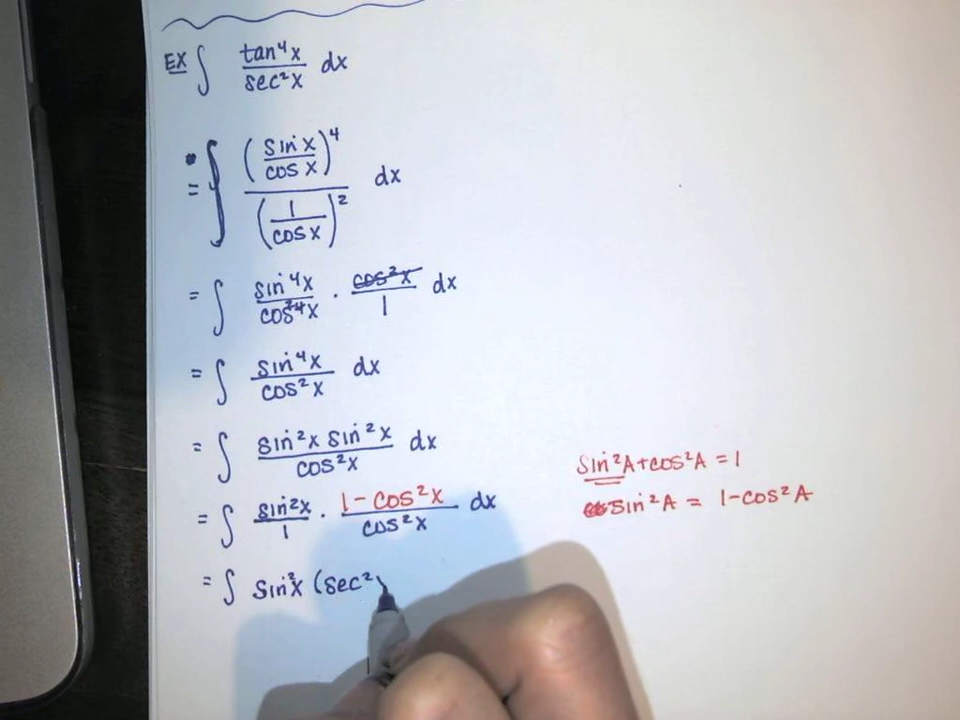 EX ∫ tan⁴x / sec²x dx
= ∫ (sin x / cos x)⁴ / (1 / cos x)² dx
= ∫ sin⁴x / cos²⁴x · cos²x / 1 dx
= ∫ sin⁴x / cos²x dx
= ∫ sin²x sin²x / cos²x dx
sin²A + cos²A = 1
= ∫ sin²x / 1 · 1 - cos²x / cos²x dx
sin²A = 1 - cos²A
= ∫ sin²x (sec²